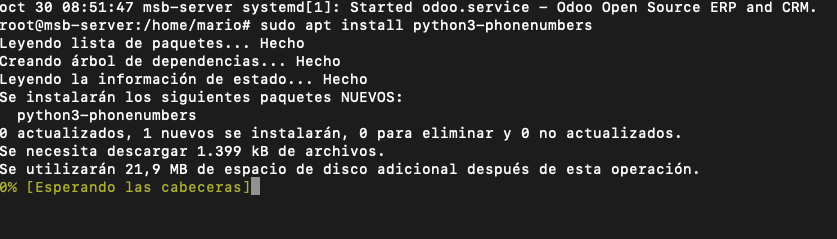 oct 30 08:51:47 msb-server systemd[1]: Started odoo.service - Odoo Open Source ERP and CRM.
root@msb-server:/home/mario# sudo apt install python3-phonenumbers
Leyendo lista de paquetes... Hecho
Creando árbol de dependencias... Hecho
Leyendo la información de estado... Hecho
Se instalarán los siguientes paquetes NUEVOS:
  python3-phonenumbers
0 actualizados, 1 nuevos se instalarán, 0 para eliminar y 0 no actualizados.
Se necesita descargar 1.399 kB de archivos.
Se utilizarán 21,9 MB de espacio de disco adicional después de esta operación.
0% [Esperando las cabeceras]